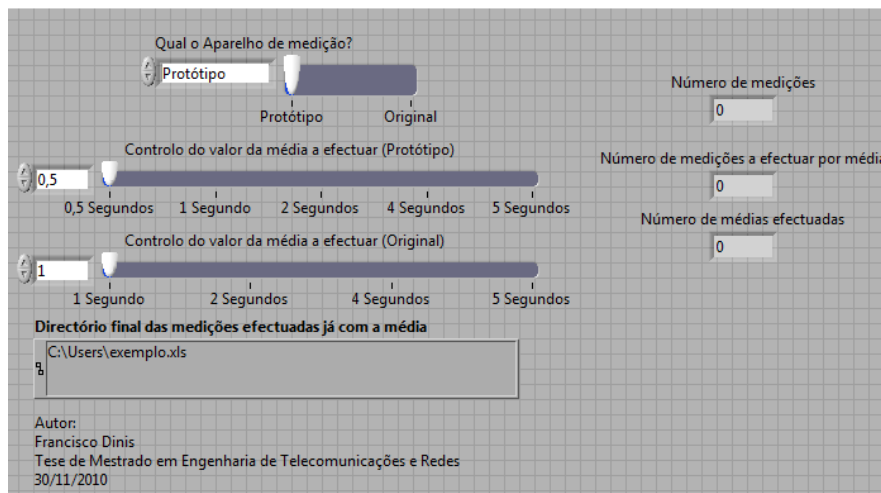 Qual o Aparelho de medição?
Protótipo
Protótipo Original
Número de medições
0
Controlo do valor da média a efectuar (Protótipo)
0,5
0,5 Segundos 1 Segundo 2 Segundos 4 Segundos 5 Segundos
Número de medições a efectuar por média
0
Número de médias efectuadas
0
Controlo do valor da média a efectuar (Original)
1
1 Segundo 2 Segundos 4 Segundos 5 Segundos
Directório final das medições efectuadas já com a média
C:\Users\exemplo.xls
Autor:
Francisco Dinis
Tese de Mestrado em Engenharia de Telecomunicações e Redes
30/11/2010